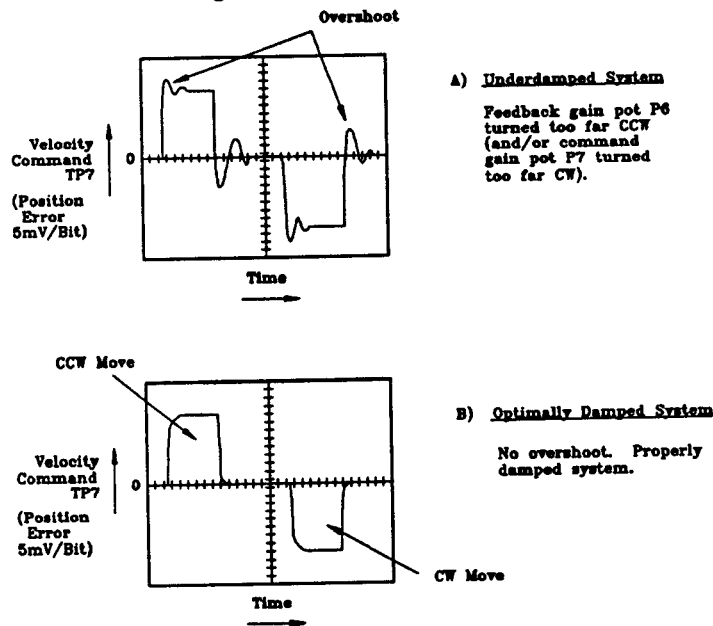 Overshoot
A) Underdamped System
Feedback gain pot P6
turned too far CCW
(and/or command
gain pot P7 turned
too far CW).
Velocity
Command
TP7
0
(Position
Error
5mV/Bit)
Time
CCW Move
B) Optimally Damped System
No overshoot. Properly
damped system.
Velocity
Command
TP7
0
(Position
Error
5mV/Bit)
CW Move
Time